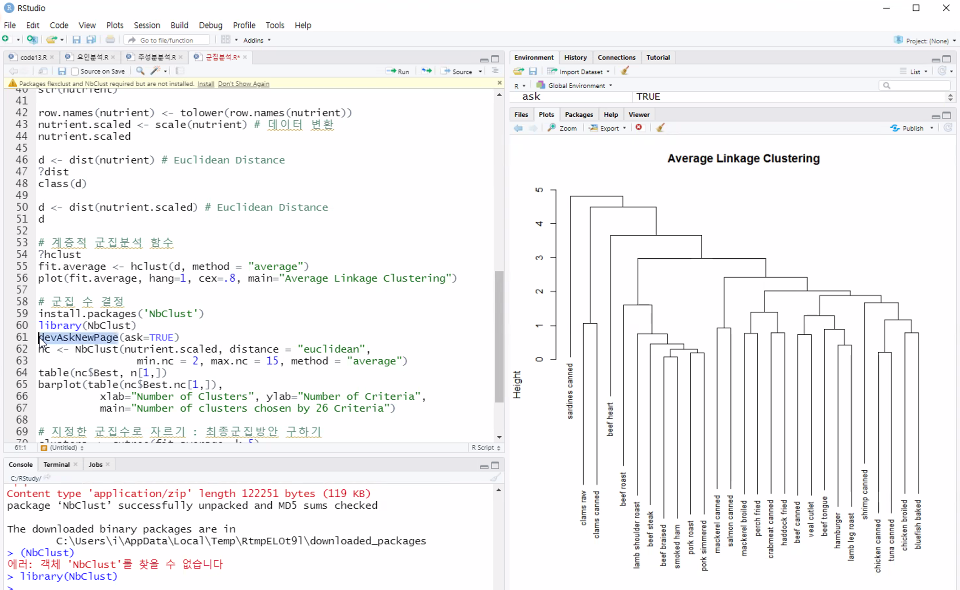 RStudio
File Edit Code View Plots Session Build Debug Profile Tools Help
Go to file/function Addins Project: (None)
code13.R × 요인분석.R × 주성분분석.R × 군집분석.R* ×
Source on Save Run Source
Packages flexclust and NbClust required but are not installed. Install Don't Show Again
40 str(nutrient)
41
42 row.names(nutrient) <- tolower(row.names(nutrient))
43 nutrient.scaled <- scale(nutrient) # 데이터 변환
44 nutrient.scaled
45
46 d <- dist(nutrient) # Euclidean Distance
47 ?dist
48 class(d)
49
50 d <- dist(nutrient.scaled) # Euclidean Distance
51 d
52
53 # 계층적 군집분석 함수
54 ?hclust
55 fit.average <- hclust(d, method = "average")
56 plot(fit.average, hang=1, cex=.8, main="Average Linkage Clustering")
57
58 # 군집 수 결정
59 install.packages('NbClust')
60 library(NbClust)
61 devAskNewPage(ask=TRUE)
62 nc <- NbClust(nutrient.scaled, distance = "euclidean",
63 min.nc = 2, max.nc = 15, method = "average")
64 table(nc$Best, n[1,])
65 barplot(table(nc$Best.nc[1,]),
66 xlab="Number of Clusters", ylab="Number of Criteria",
67 main="Number of clusters chosen by 26 Criteria")
68
69 # 지정한 군집수로 자르기 : 최종군집방안 구하기
61:1 (Untitled) R Script
Console Terminal × Jobs ×
C:/RStudy/
Content type 'application/zip' length 122251 bytes (119 KB)
package ‘NbClust’ successfully unpacked and MD5 sums checked
The downloaded binary packages are in
C:\Users\i\AppData\Local\Temp\RtmpELOt9l\downloaded_packages
> (NbClust)
에러: 객체 'NbClust'를 찾을 수 없습니다
> library(NbClust)
>
Environment History Connections Tutorial
Import Dataset List
R Global Environment
ask TRUE
Files Plots Packages Help Viewer
Zoom Export Publish
Average Linkage Clustering
Height
5
4
3
2
1
0
sardines canned
clams raw
clams canned
beef heart
beef roast
lamb shoulder roast
beef steak
beef braised
smoked ham
pork roast
pork simmered
mackerel canned
salmon canned
mackerel broiled
perch fried
crabmeat canned
haddock fried
beef canned
veal cutlet
beef tongue
hamburger
lamb leg roast
shrimp canned
chicken canned
tuna canned
chicken broiled
bluefish baked